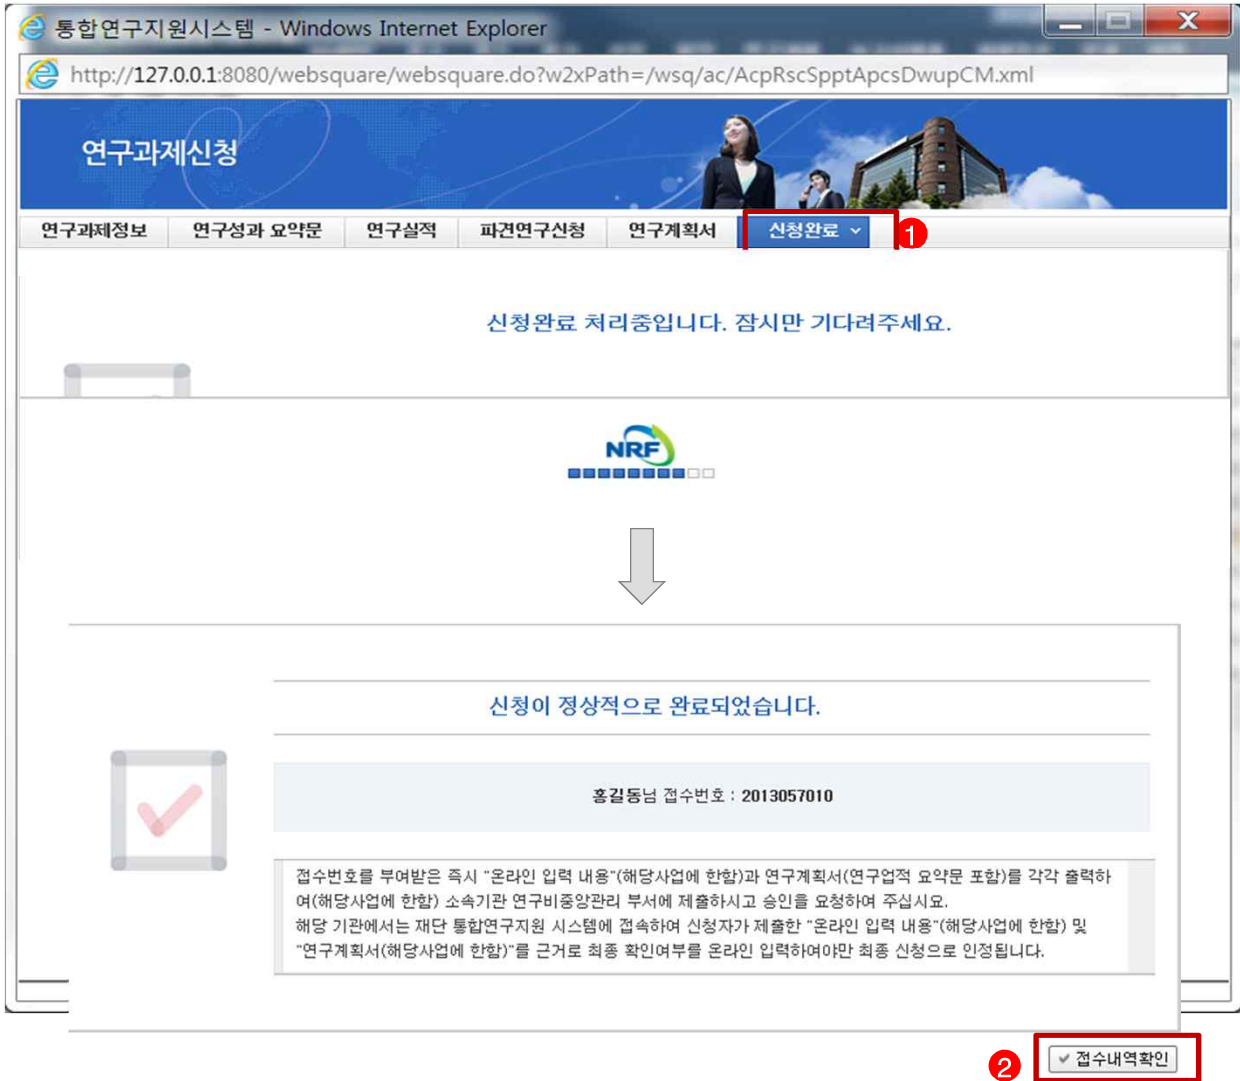 통합연구지원시스템 - Windows Internet Explorer
http://127.0.0.1:8080/websquare/websquare.do?w2xPath=/wsq/ac/AcpRscSpptApcsDwupCM.xml
연구과제신청
연구과제정보 연구성과 요약문 연구실적 파견연구신청 연구계획서 신청완료 1
신청완료 처리중입니다. 잠시만 기다려주세요.
NRF
신청이 정상적으로 완료되었습니다.
홍길동님 접수번호 : 2013057010
접수번호를 부여받은 즉시 "온라인 입력 내용"(해당사업에 한함)과 연구계획서(연구업적 요약문 포함)를 각각 출력하
여(해당사업에 한함) 소속기관 연구비중앙관리 부서에 제출하시고 승인을 요청하여 주십시요.
해당 기관에서는 재단 통합연구지원 시스템에 접속하여 신청자가 제출한 "온라인 입력 내용"(해당사업에 한함) 및
"연구계획서(해당사업에 한함)"를 근거로 최종 확인여부를 온라인 입력하여야만 최종 신청으로 인정됩니다.
2 접수내역확인